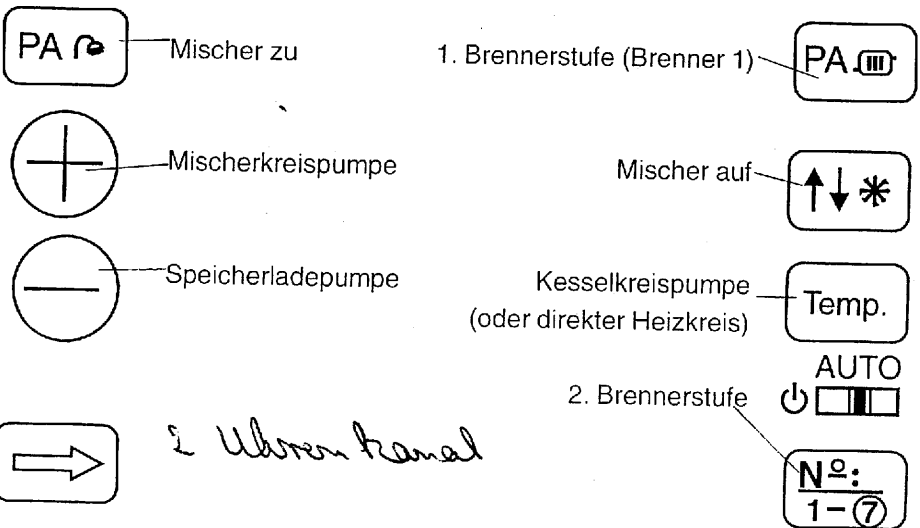 PA Mischer zu
1. Brennerstufe (Brenner 1) PA
Mischerkreispumpe
Mischer auf
Speicherladepumpe
Kesselkreispumpe
(oder direkter Heizkreis)
Temp.
AUTO
2. Brennerstufe
2 Uhrenkanal
Nº:
1-7